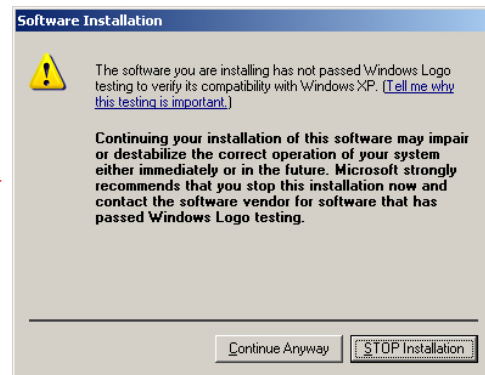 Software Installation
The software you are installing has not passed Windows Logo
testing to verify its compatibility with Windows XP. (Tell me why
this testing is important.)
Continuing your installation of this software may impair
or destabilize the correct operation of your system
either immediately or in the future. Microsoft strongly
recommends that you stop this installation now and
contact the software vendor for software that has
passed Windows Logo testing.
Continue Anyway
STOP Installation